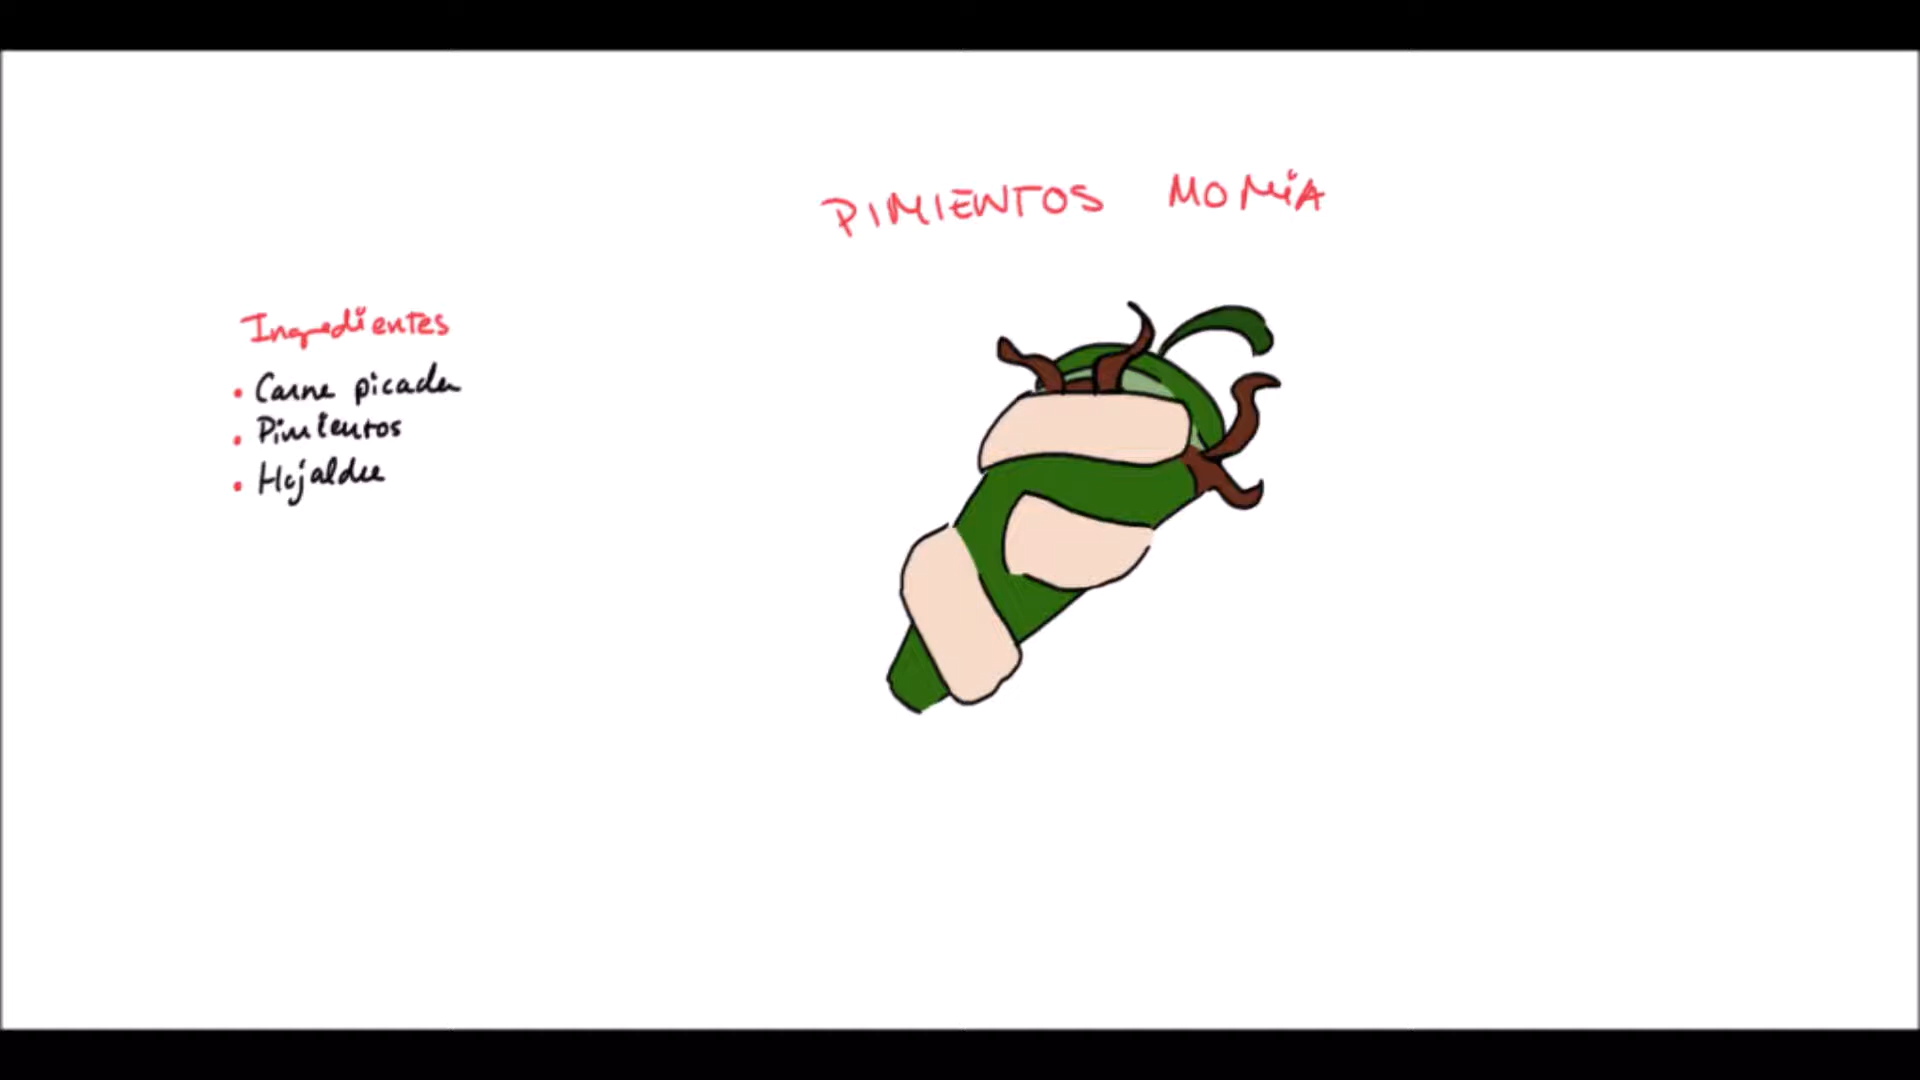 PIMIENTOS MOMIA
Ingredientes
• Carne picada
• Pimientos
• Hojaldre